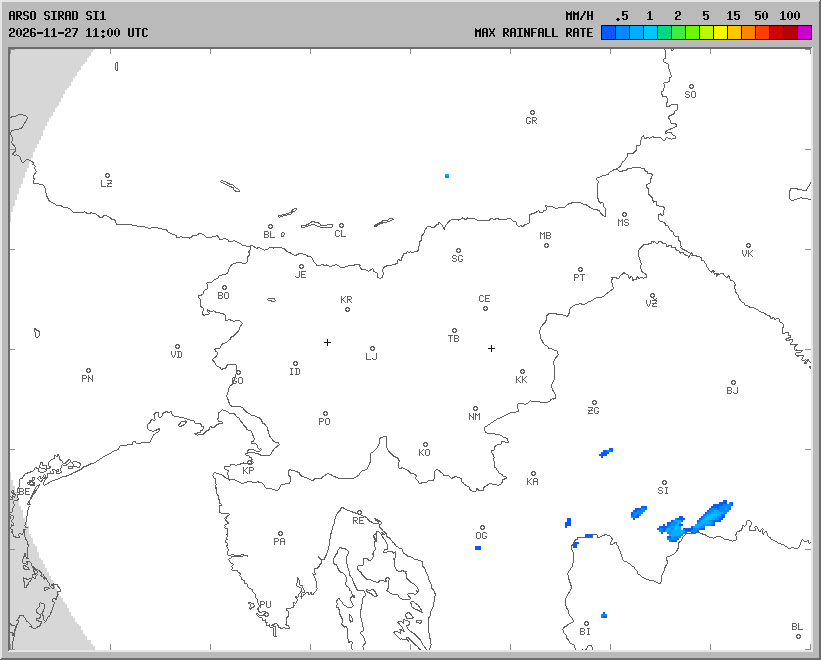 ARSO SIRAD SI1
MM/H .5 1 2 5 15 50 100
2026-11-27 11:00 UTC
MAX RAINFALL RATE
SO
GR
LZ
MS
BL
CL
MB
VK
SG
JE
PT
BO
KR
CE
VZ
TB
VD
LJ
ID
PN
GO
KK
BJ
ZG
NM
PO
KO
KP
KA
BE
SI
RE
OG
PA
PU
BI
BL